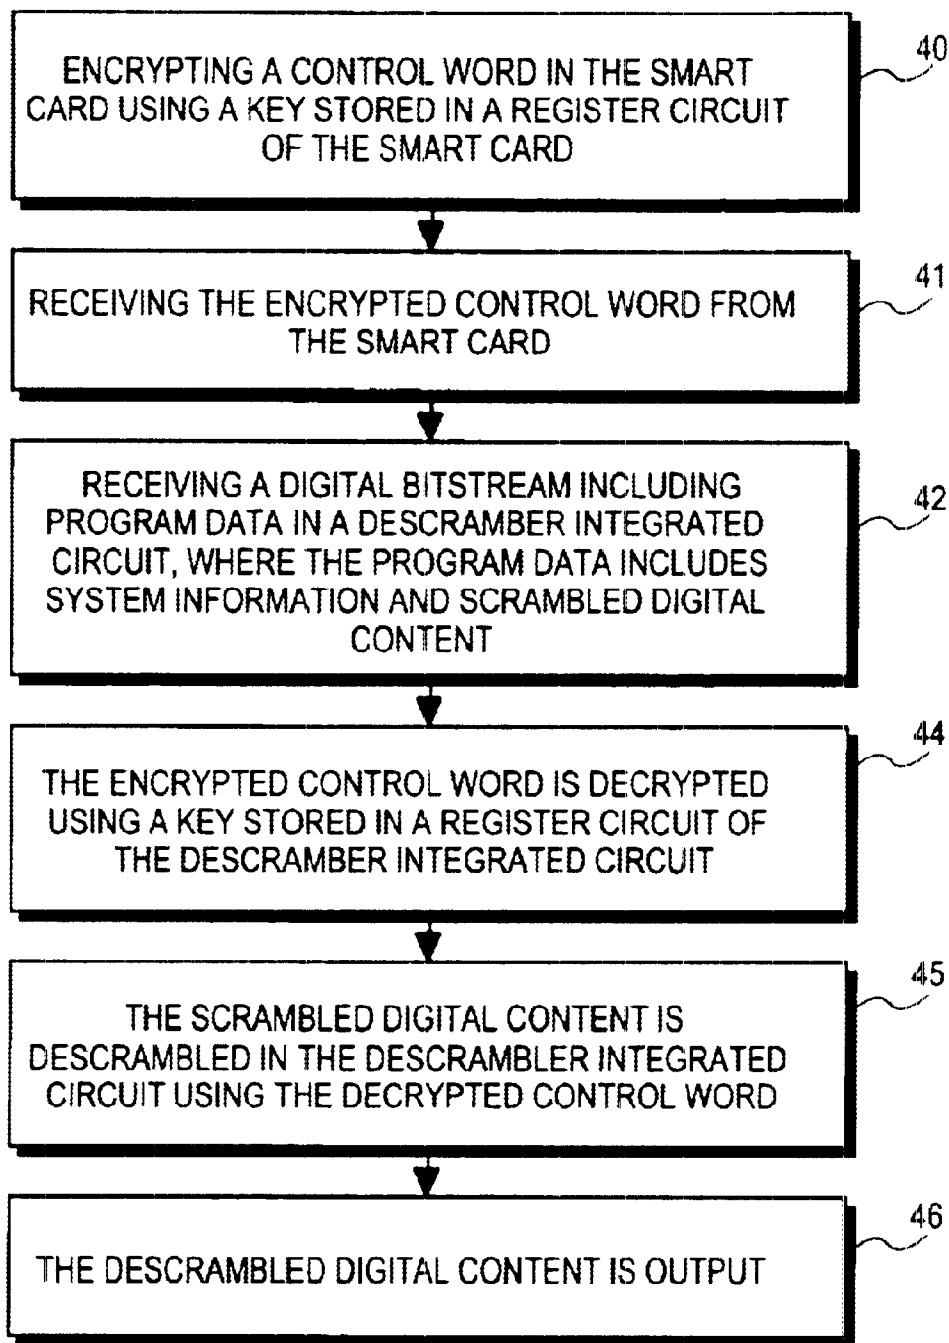 ENCRYPTING A CONTROL WORD IN THE SMART
CARD USING A KEY STORED IN A REGISTER CIRCUIT
OF THE SMART CARD
40
RECEIVING THE ENCRYPTED CONTROL WORD FROM
THE SMART CARD
41
RECEIVING A DIGITAL BITSTREAM INCLUDING
PROGRAM DATA IN A DESCRAMBER INTEGRATED
CIRCUIT, WHERE THE PROGRAM DATA INCLUDES
SYSTEM INFORMATION AND SCRAMBLED DIGITAL
CONTENT
42
THE ENCRYPTED CONTROL WORD IS DECRYPTED
USING A KEY STORED IN A REGISTER CIRCUIT OF
THE DESCRAMBER INTEGRATED CIRCUIT
44
THE SCRAMBLED DIGITAL CONTENT IS
DESCRAMBLED IN THE DESCRAMBLER INTEGRATED
CIRCUIT USING THE DECRYPTED CONTROL WORD
45
THE DESCRAMBLED DIGITAL CONTENT IS OUTPUT
46